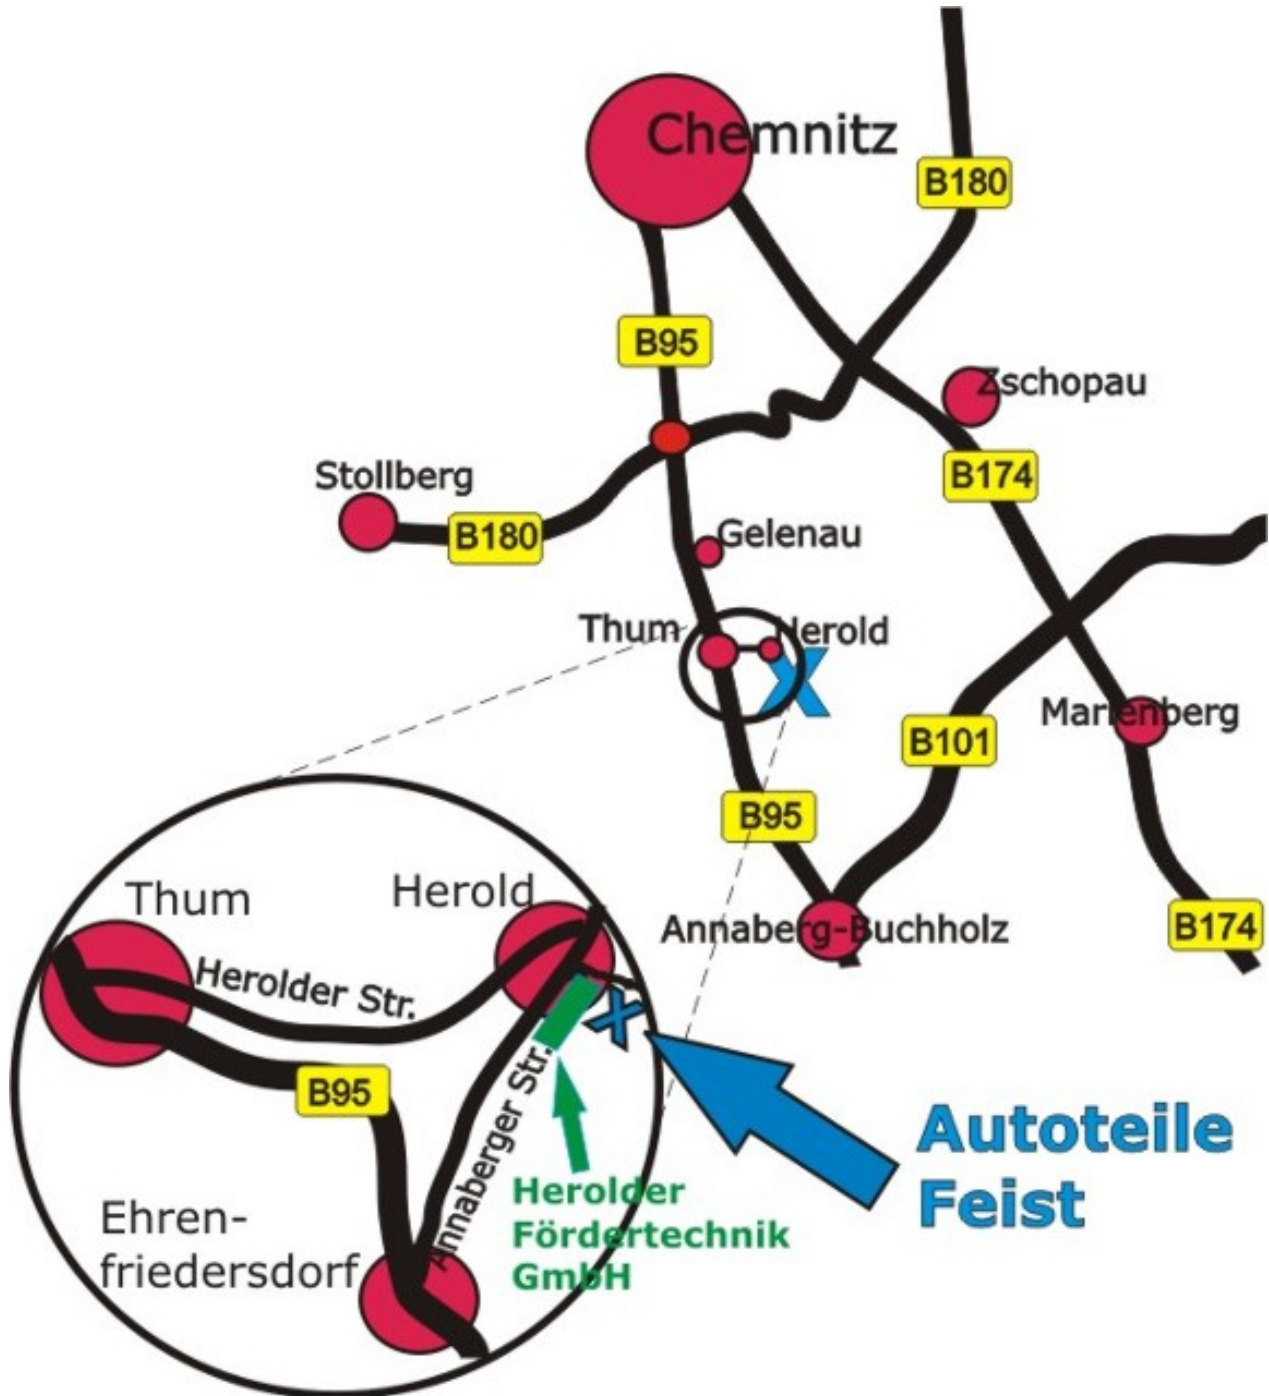 Chemnitz
B180
B95
Zschopau
Stollberg
B174
B180
Gelenau
Thum
Herold
Marienberg
B101
B95
Annaberg-Buchholz
B174
Thum
Herold
Herolder Str.
B95
Annaberger Str.
Autoteile
Feist
Herolder
Fördertechnik
GmbH
Ehren-
friedersdorf